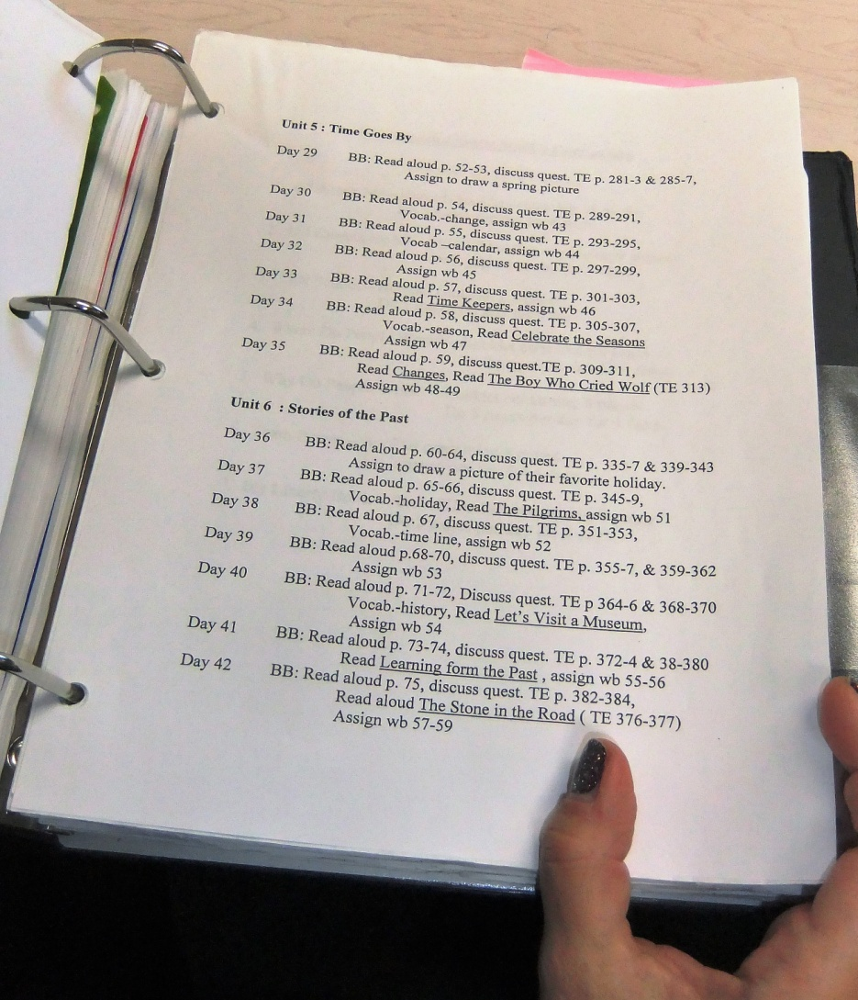 Unit 5 : Time Goes By
Day 29 BB: Read aloud p. 52-53, discuss quest. TE p. 281-3 & 285-7,
Assign to draw a spring picture
Day 30 BB: Read aloud p. 54, discuss quest. TE p. 289-291,
Vocab.-change, assign wb 43
Day 31 BB: Read aloud p. 55, discuss quest. TE p. 293-295,
Vocab –calendar, assign wb 44
Day 32 BB: Read aloud p. 56, discuss quest. TE p. 297-299,
Assign wb 45
Day 33 BB: Read aloud p. 57, discuss quest. TE p. 301-303,
Read Time Keepers, assign wb 46
Day 34 BB: Read aloud p. 58, discuss quest. TE p. 305-307,
Vocab.-season, Read Celebrate the Seasons
Assign wb 47
Day 35 BB: Read aloud p. 59, discuss quest.TE p. 309-311,
Read Changes, Read The Boy Who Cried Wolf (TE 313)
Assign wb 48-49
Unit 6 : Stories of the Past
Day 36 BB: Read aloud p. 60-64, discuss quest. TE p. 335-7 & 339-343
Assign to draw a picture of their favorite holiday.
Day 37 BB: Read aloud p. 65-66, discuss quest. TE p. 345-9,
Vocab.-holiday, Read The Pilgrims, assign wb 51
Day 38 BB: Read aloud p. 67, discuss quest. TE p. 351-353,
Vocab.-time line, assign wb 52
Day 39 BB: Read aloud p.68-70, discuss quest. TE p. 355-7, & 359-362
Assign wb 53
Day 40 BB: Read aloud p. 71-72, Discuss quest. TE p 364-6 & 368-370
Vocab.-history, Read Let's Visit a Museum,
Assign wb 54
Day 41 BB: Read aloud p. 73-74, discuss quest. TE p. 372-4 & 38-380
Read Learning form the Past , assign wb 55-56
Day 42 BB: Read aloud p. 75, discuss quest. TE p. 382-384,
Read aloud The Stone in the Road ( TE 376-377)
Assign wb 57-59